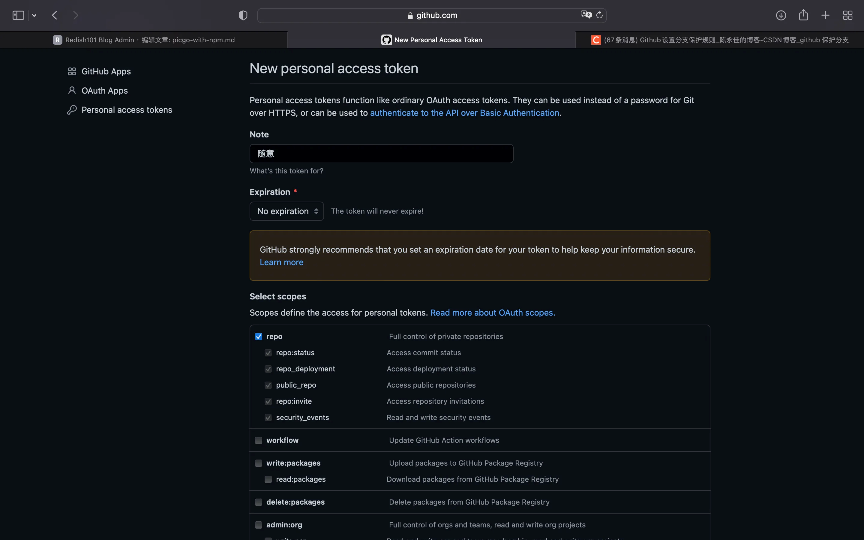 github.com
Redish101 Blog Admin · 编辑文章: picgo-with-npm.md
New Personal Access Token
(67条消息) Github设置分支保护规则_陈永佳的博客-CSDN博客_github 保护分支
GitHub Apps
OAuth Apps
Personal access tokens
New personal access token
Personal access tokens function like ordinary OAuth access tokens. They can be used instead of a password for Git
over HTTPS, or can be used to authenticate to the API over Basic Authentication.
Note
随意
What's this token for?
Expiration *
No expiration
The token will never expire!
GitHub strongly recommends that you set an expiration date for your token to help keep your information secure.
Learn more
Select scopes
Scopes define the access for personal tokens. Read more about OAuth scopes.
repo Full control of private repositories
repo:status Access commit status
repo_deployment Access deployment status
public_repo Access public repositories
repo:invite Access repository invitations
security_events Read and write security events
workflow Update GitHub Action workflows
write:packages Upload packages to GitHub Package Registry
read:packages Download packages from GitHub Package Registry
delete:packages Delete packages from GitHub Package Registry
admin:org Full control of orgs and teams, read and write org projects